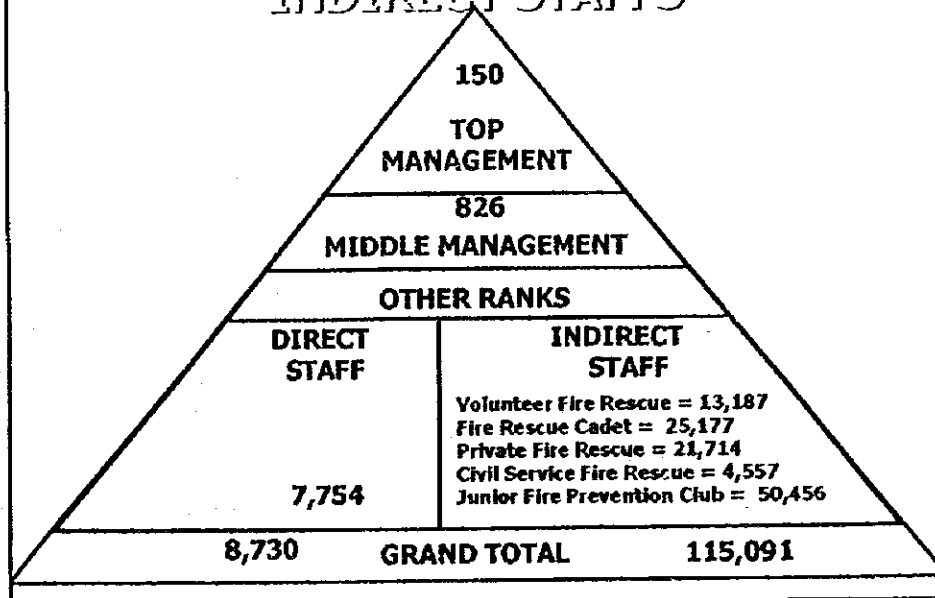 INDIRECT STAFFS
150
TOP
MANAGEMENT
826
MIDDLE MANAGEMENT
OTHER RANKS
DIRECT
STAFF
7,754
INDIRECT
STAFF
Volunteer Fire Rescue = 13,187
Fire Rescue Cadet = 25,177
Private Fire Rescue = 21,714
Civil Service Fire Rescue = 4,557
Junior Fire Prevention Club = 50,456
8,730 GRAND TOTAL 115,091